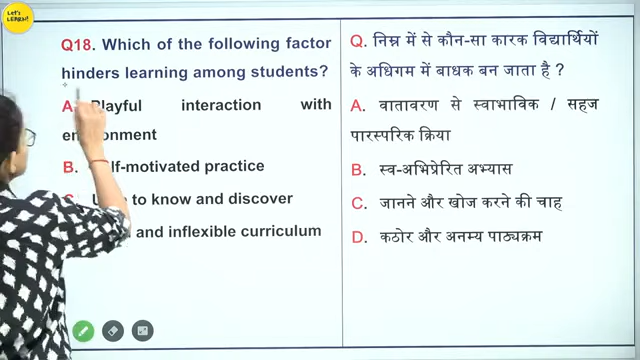 LET'S
LEARN!
Q18. Which of the following factor
hinders learning among students?
A. Playful interaction with
environment
B. Self-motivated practice
to know and discover
and inflexible curriculum
Q. निम्न में से कौन-सा कारक विद्यार्थियों
के अधिगम में बाधक बन जाता है ?
A. वातावरण से स्वाभाविक / सहज
पारस्परिक क्रिया
B. स्व-अभिप्रेरित अभ्यास
C. जानने और खोज करने की चाह
D. कठोर और अनम्य पाठ्यक्रम